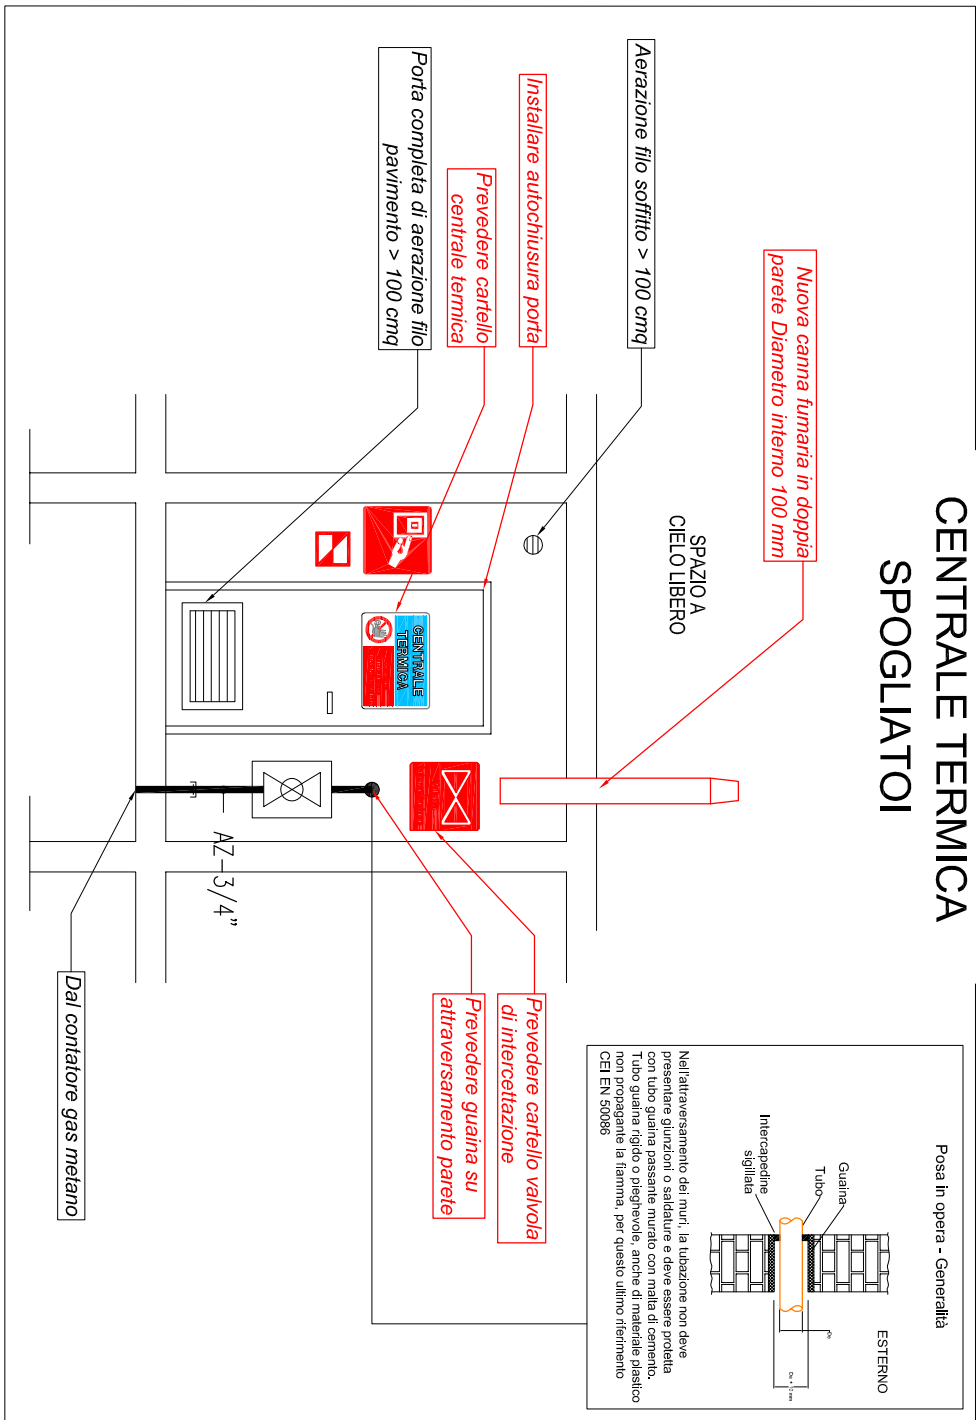 CENTRALE TERMICA
SPOGLIATOI
Nuova canna fumaria in doppia
parete Diametro interno 100 mm
Aerazione filo soffitto > 100 cmq
Installare autochiusura porta
Prevedere cartello
centrale termica
Porta completa di aerazione filo
pavimento > 100 cmq
SPAZIO A
CIELO LIBERO
CENTRALE
TERMICA
AZ-3/4"
Prevedere cartello valvola
di intercettazione
Prevedere guaina su
attraversamento parete
Dal contatore gas metano
Posa in opera - Generalità
ESTERNO
Guaina
Tubo
Intercapedine
sigillata
De
De + 10 mm
Nell'attraversamento dei muri, la tubazione non deve
presentare giunzioni o saldature e deve essere protetta
con tubo guaina passante murato con malta di cemento.
Tubo guaina rigido o pieghevole, anche di materiale plastico
non propagante la fiamma, per questo ultimo riferimento
CEI EN 50086